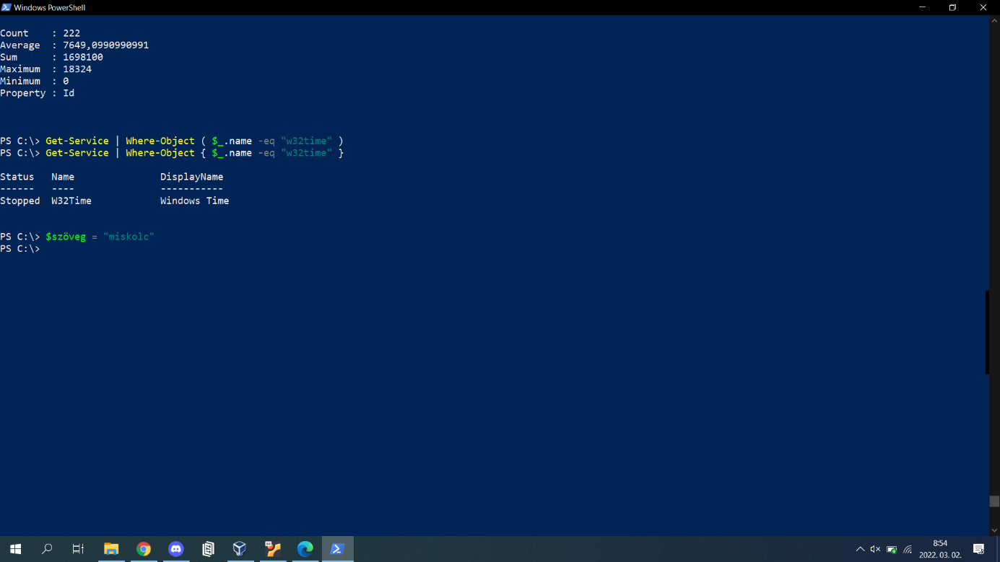 Windows PowerShell
Count    : 222
Average  : 7649,0990990991
Sum      : 1698100
Maximum  : 18324
Minimum  : 0
Property : Id
PS C:\> Get-Service | Where-Object ( $_.name -eq "w32time" )
PS C:\> Get-Service | Where-Object { $_.name -eq "w32time" }
Status   Name               DisplayName
------   ----               -----------
Stopped  W32Time            Windows Time
PS C:\> $szöveg = "miskolc"
PS C:\>
8:54
2022. 03. 02.